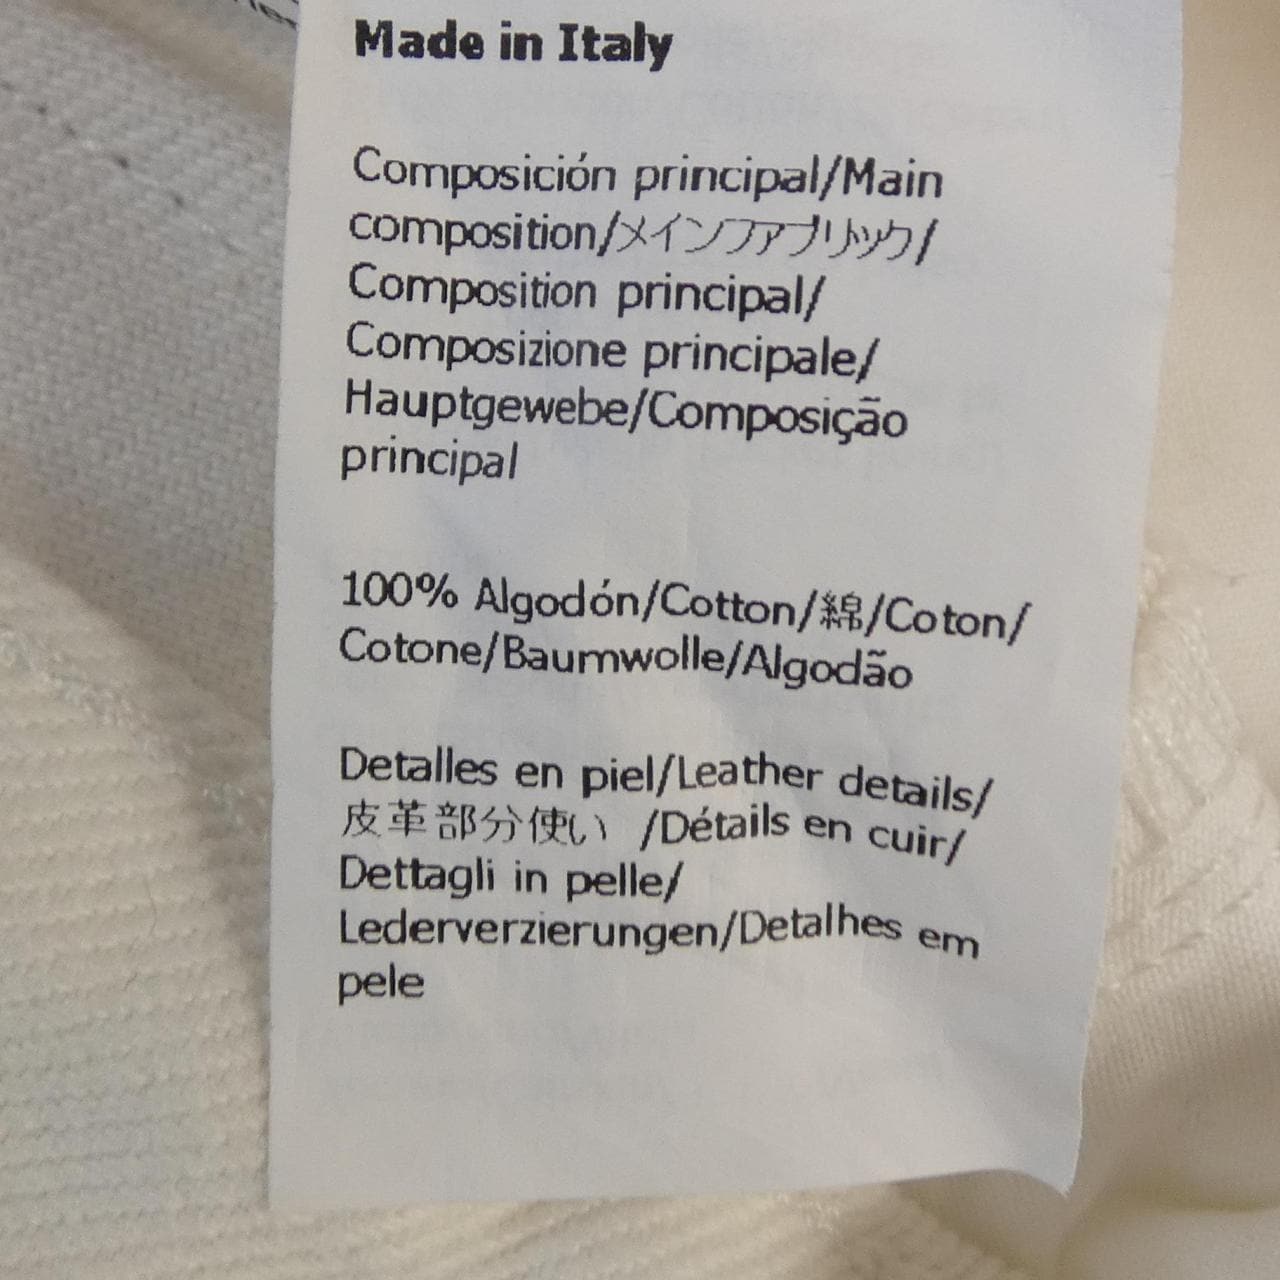 Made in Italy
Composición principal/Main
composition/メインファブリック/
Composition principal/
Composizione principale/
Hauptgewebe/Composição
principal
100% Algodón/Cotton/綿/Coton/
Cotone/Baumwolle/Algodão
Detalles en piel/Leather details/
皮革部分使い /Détails en cuir/
Dettagli in pelle/
Lederverzierungen/Detalhes em
pele